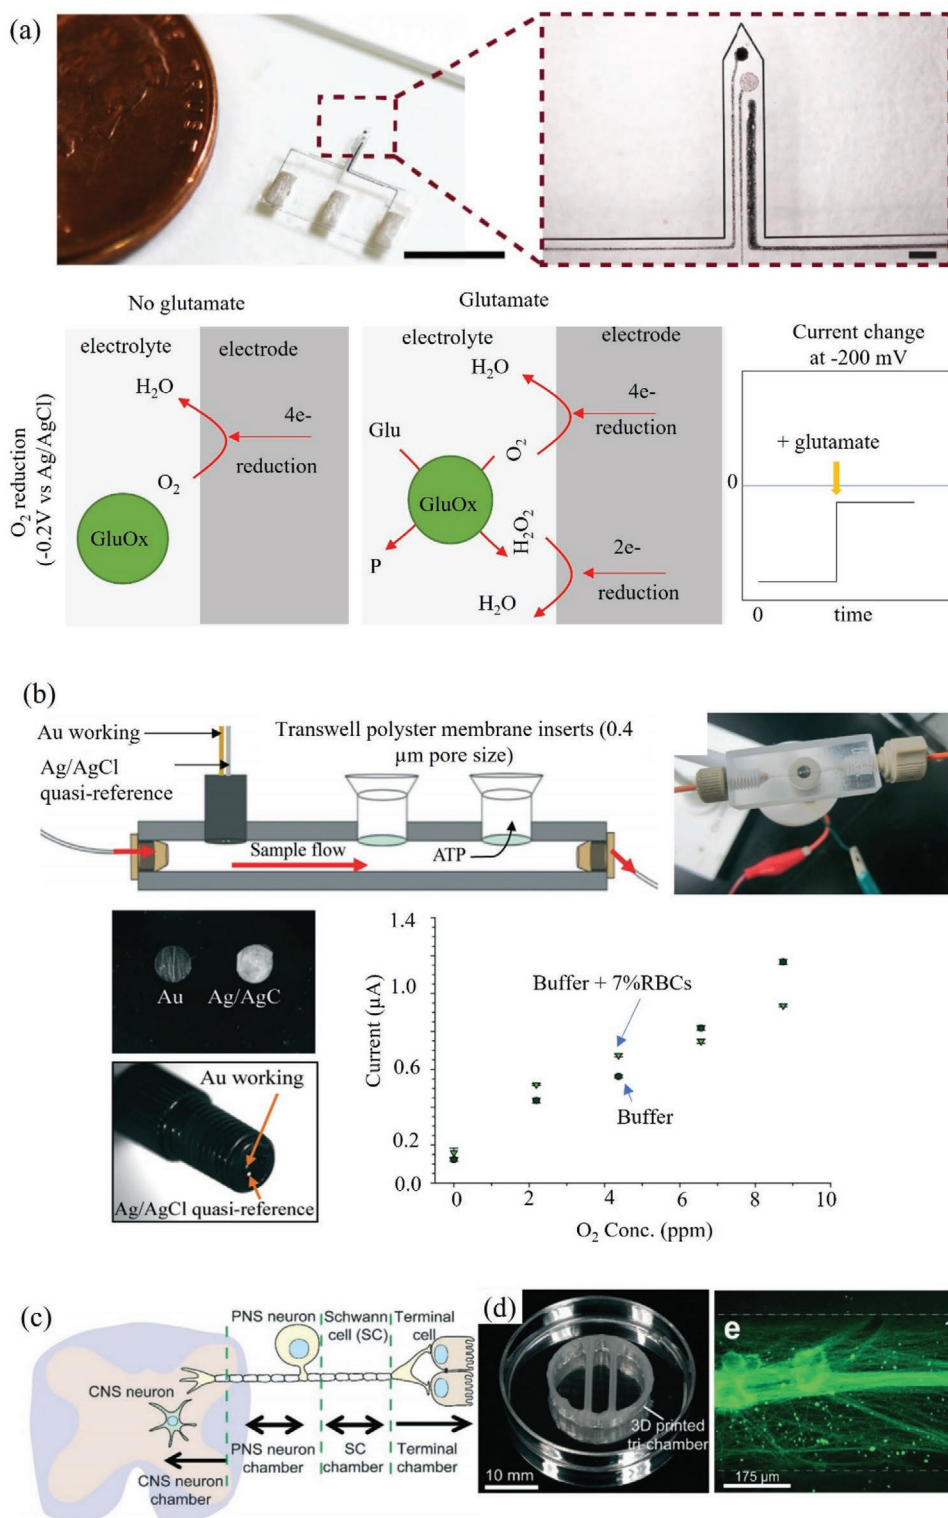 (a)
No glutamate
Glutamate
O2 reduction
(-0.2V vs Ag/AgCl)
electrolyte
electrode
H2O
4e-
reduction
O2
GluOx
electrolyte
electrode
H2O
4e-
reduction
Glu
O2
GluOx
H2O2
P
2e-
reduction
H2O
Current change
at -200 mV
+ glutamate
0
0
time
(b)
Au working
Ag/AgCl
quasi-reference
Transwell polyster membrane inserts (0.4
µm pore size)
Sample flow
ATP
Au
Ag/AgC
Au working
Ag/AgCl quasi-reference
1.4
1.0
0.6
0.2
0.0
Current (µA)
Buffer + 7%RBCs
Buffer
0
2
4
6
8
10
O2 Conc. (ppm)
(c)
PNS neuron
Schwann
cell (SC)
Terminal
cell
CNS neuron
PNS neuron
chamber
SC
chamber
Terminal
chamber
CNS neuron
chamber
(d)
3D printed
tri-chamber
10 mm
e
175 µm